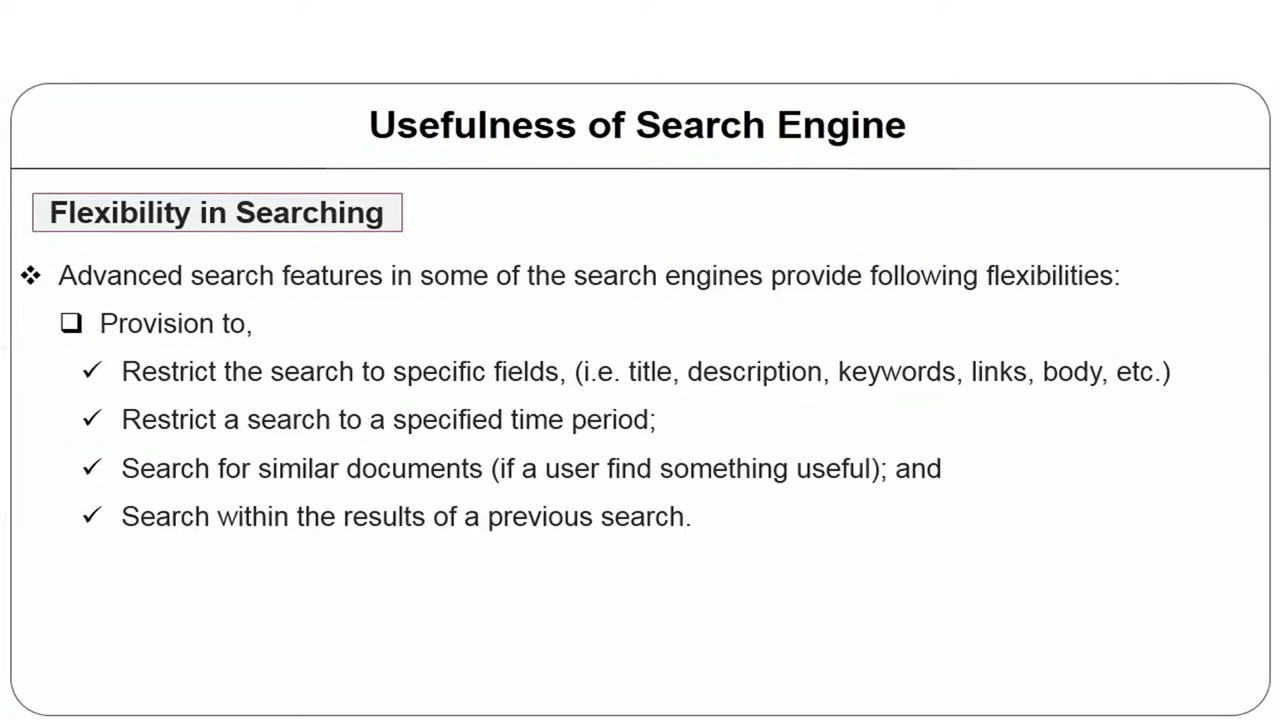 Usefulness of Search Engine
Flexibility in Searching
❖ Advanced search features in some of the search engines provide following flexibilities:
❑ Provision to,
✓ Restrict the search to specific fields, (i.e. title, description, keywords, links, body, etc.)
✓ Restrict a search to a specified time period;
✓ Search for similar documents (if a user find something useful); and
✓ Search within the results of a previous search.